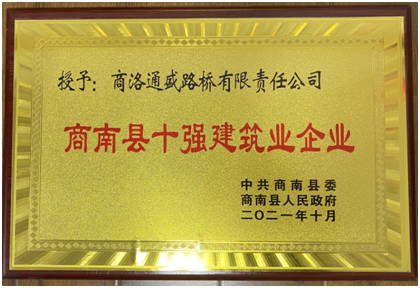 授予：商洛通盛路桥有限责任公司
商南县十强建筑业企业
中共商南县委
商南县人民政府
二〇二一年十月